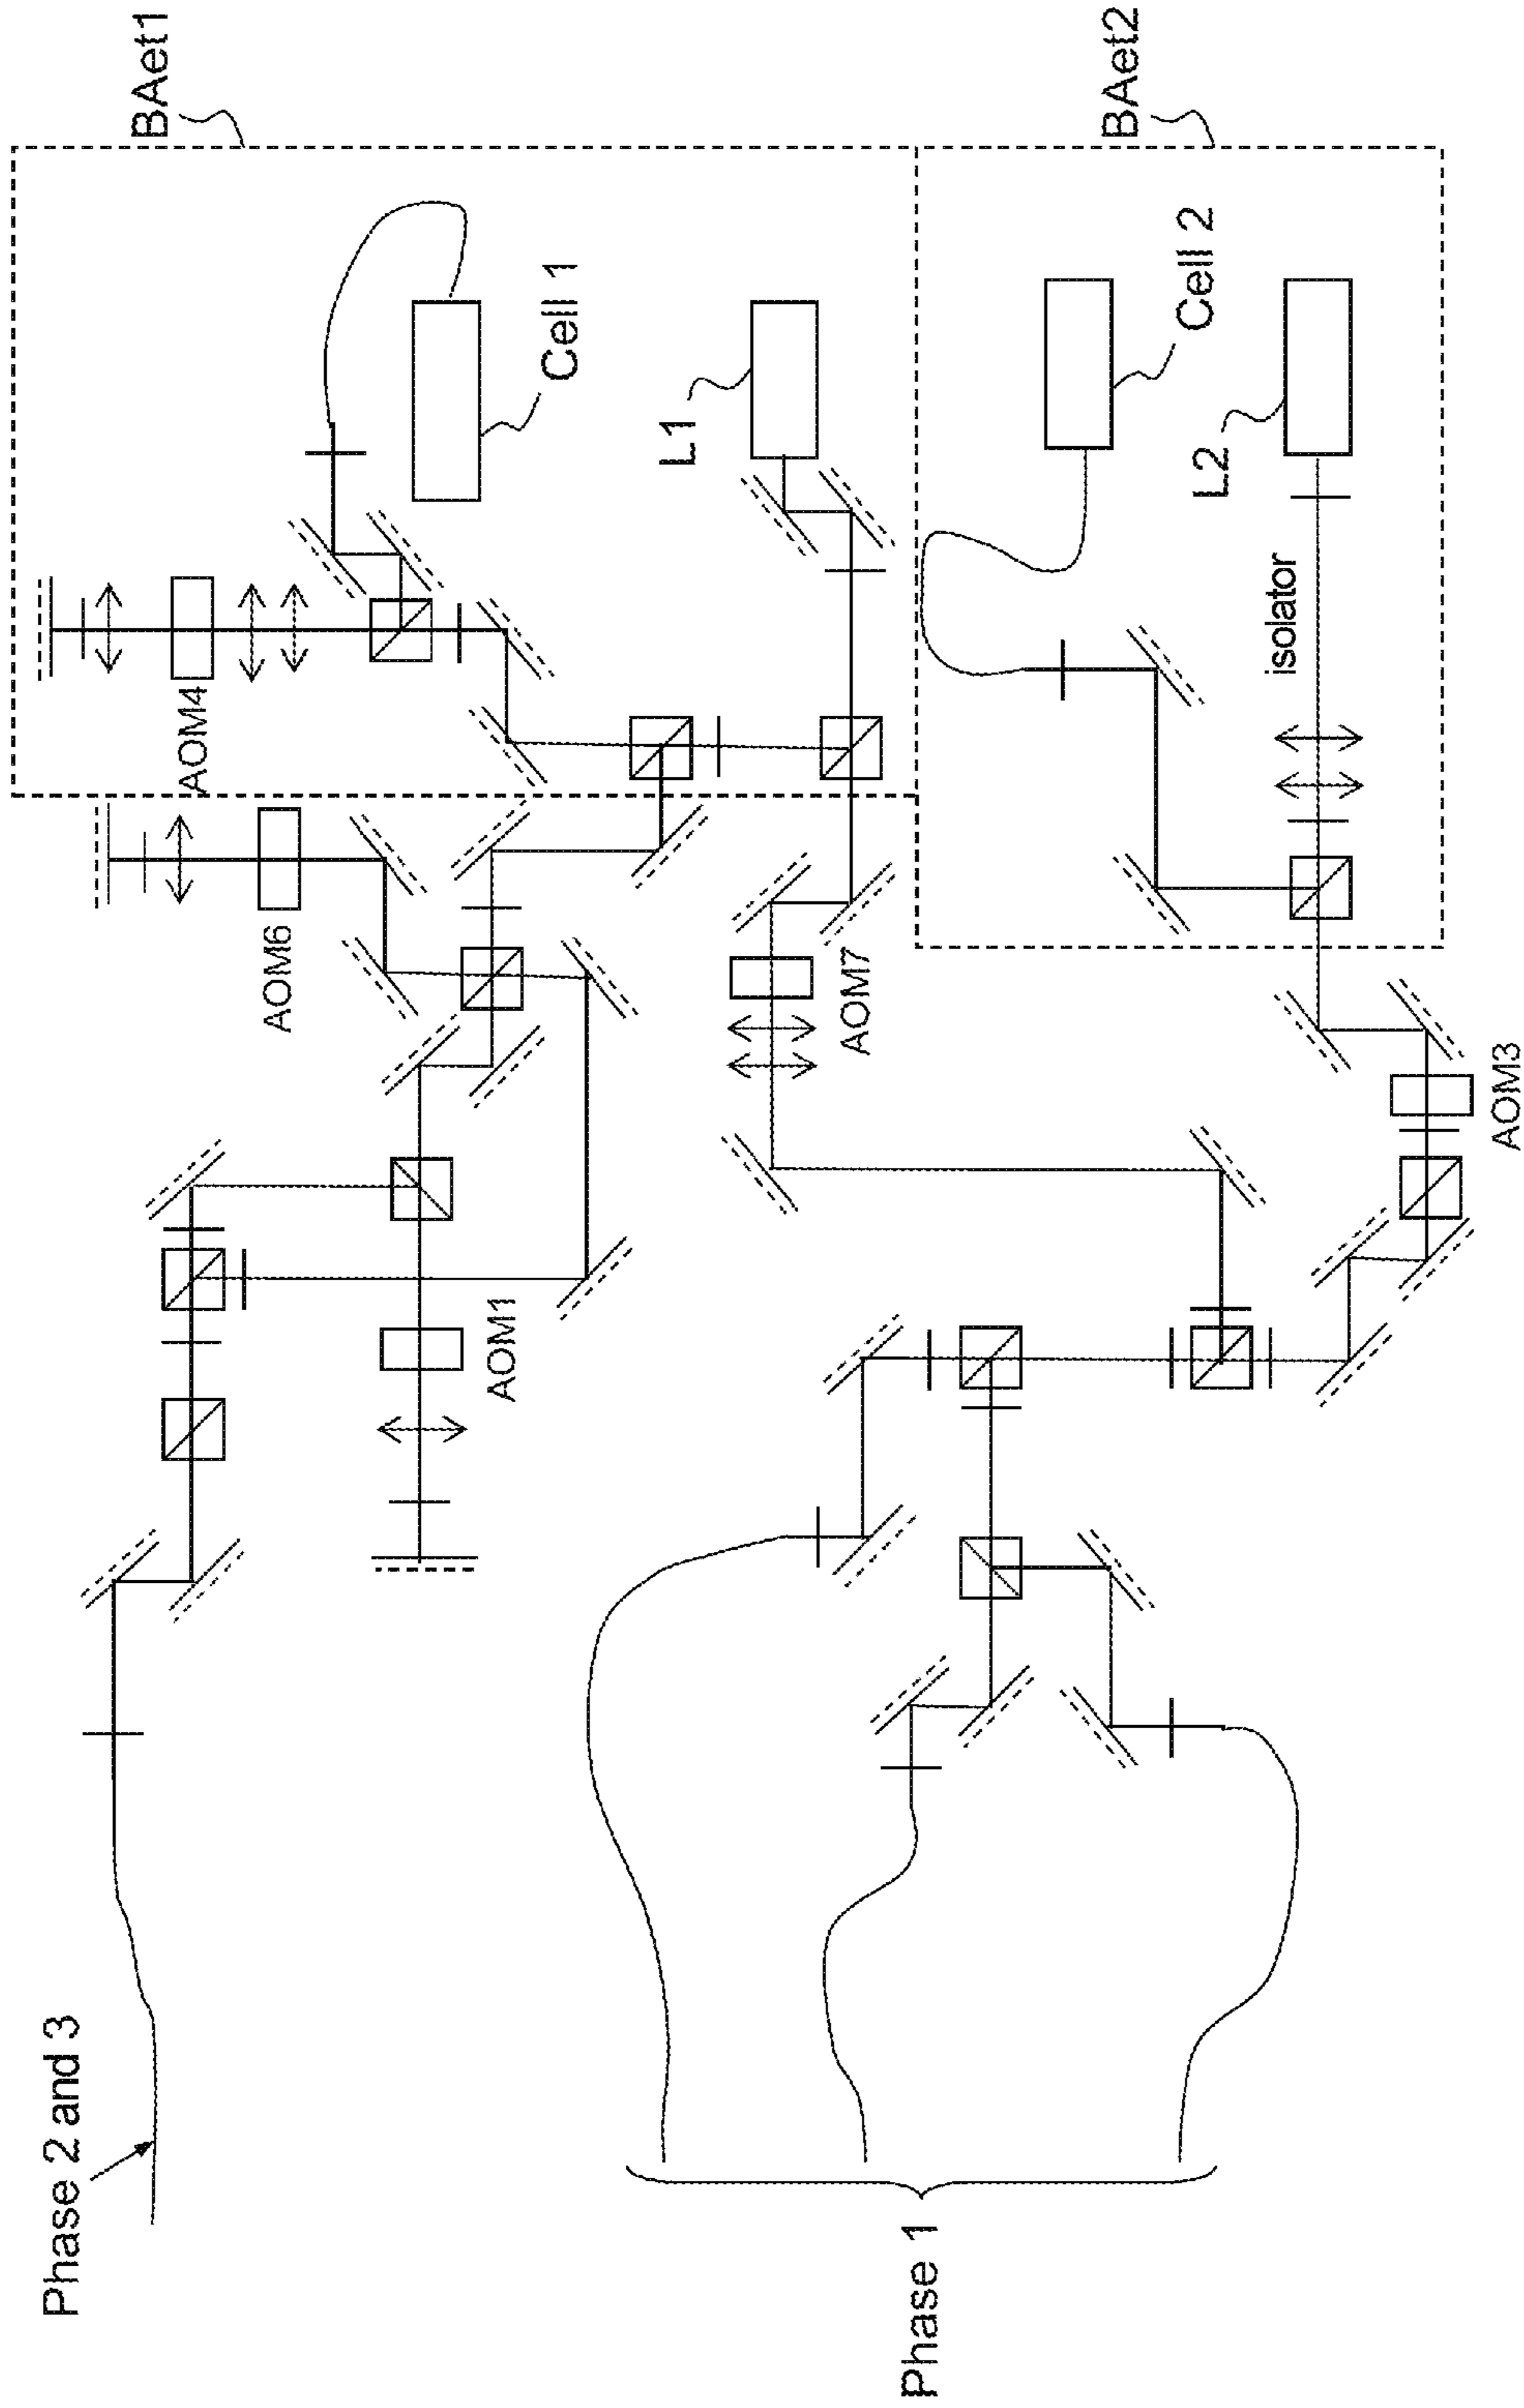 Phase 2 and 3
AOM6
AOM4
BAet1
Cell 1
AOM1
L1
AOM7
Phase 1
BAet2
Cell 2
L2
isolator
AOM3